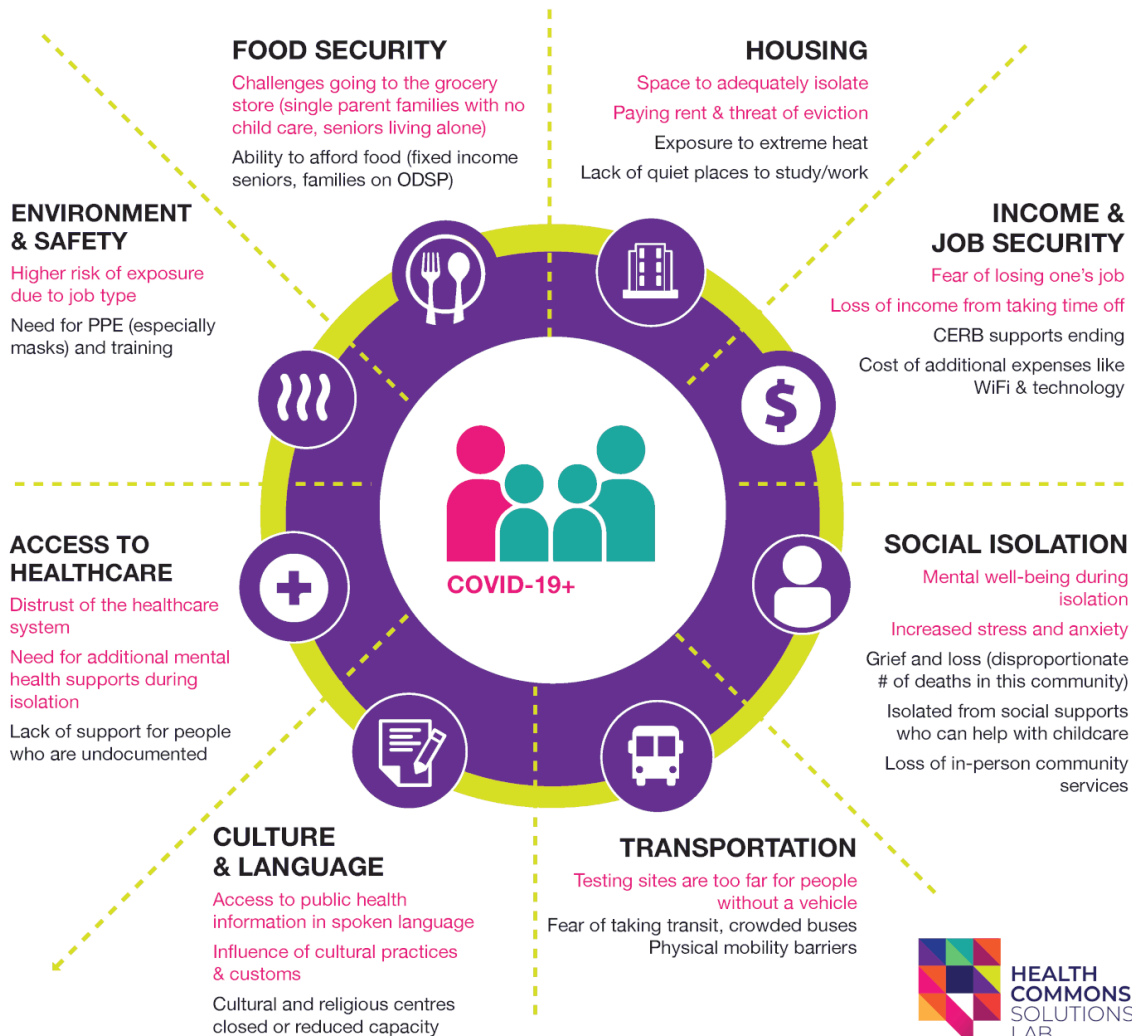 FOOD SECURITY
Challenges going to the grocery
store (single parent families with no
child care, seniors living alone)
Ability to afford food (fixed income
seniors, families on ODSP)
HOUSING
Space to adequately isolate
Paying rent & threat of eviction
Exposure to extreme heat
Lack of quiet places to study/work
ENVIRONMENT
& SAFETY
Higher risk of exposure
due to job type
Need for PPE (especially
masks) and training
INCOME &
JOB SECURITY
Fear of losing one's job
Loss of income from taking time off
CERB supports ending
Cost of additional expenses like
WiFi & technology
$
COVID-19+
ACCESS TO
HEALTHCARE
Distrust of the healthcare
system
Need for additional mental
health supports during
isolation
Lack of support for people
who are undocumented
SOCIAL ISOLATION
Mental well-being during
isolation
Increased stress and anxiety
Grief and loss (disproportionate
# of deaths in this community)
Isolated from social supports
who can help with childcare
Loss of in-person community
services
CULTURE
& LANGUAGE
Access to public health
information in spoken language
Influence of cultural practices
& customs
Cultural and religious centres
closed or reduced capacity
TRANSPORTATION
Testing sites are too far for people
without a vehicle
Fear of taking transit, crowded buses
Physical mobility barriers
HEALTH
COMMONS
SOLUTIONS
LAB